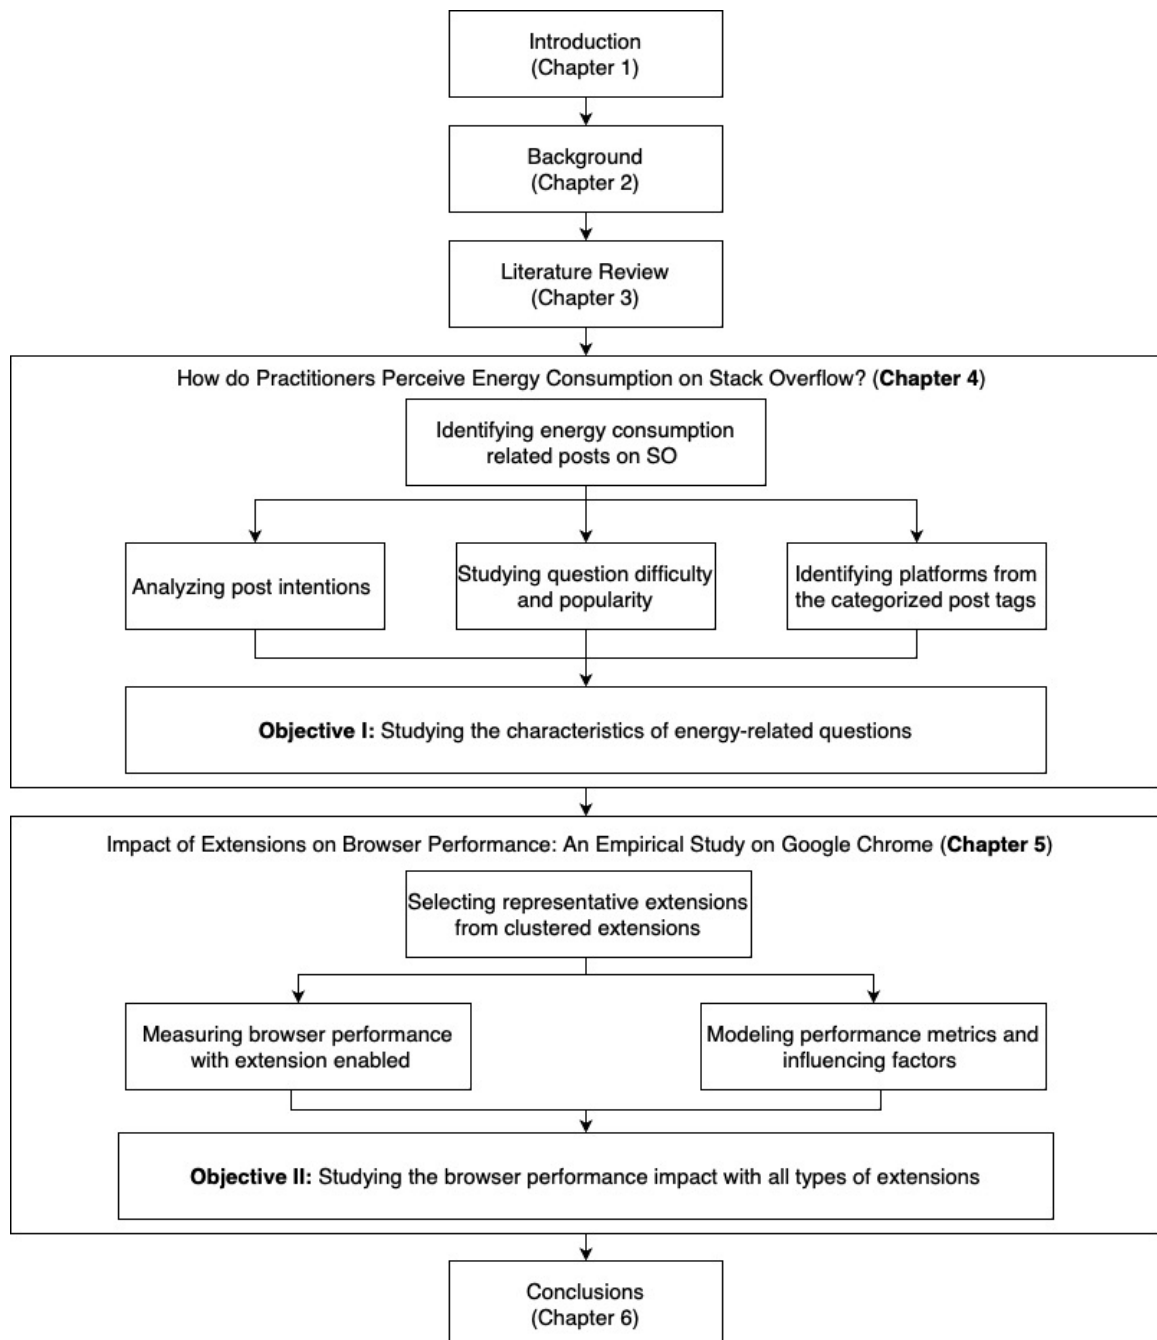 Introduction
(Chapter 1)
Background
(Chapter 2)
Literature Review
(Chapter 3)
How do Practitioners Perceive Energy Consumption on Stack Overflow? (Chapter 4)
Identifying energy consumption
related posts on SO
Analyzing post intentions
Studying question difficulty
and popularity
Identifying platforms from
the categorized post tags
Objective I: Studying the characteristics of energy-related questions
Impact of Extensions on Browser Performance: An Empirical Study on Google Chrome (Chapter 5)
Selecting representative extensions
from clustered extensions
Measuring browser performance
with extension enabled
Modeling performance metrics and
influencing factors
Objective II: Studying the browser performance impact with all types of extensions
Conclusions
(Chapter 6)